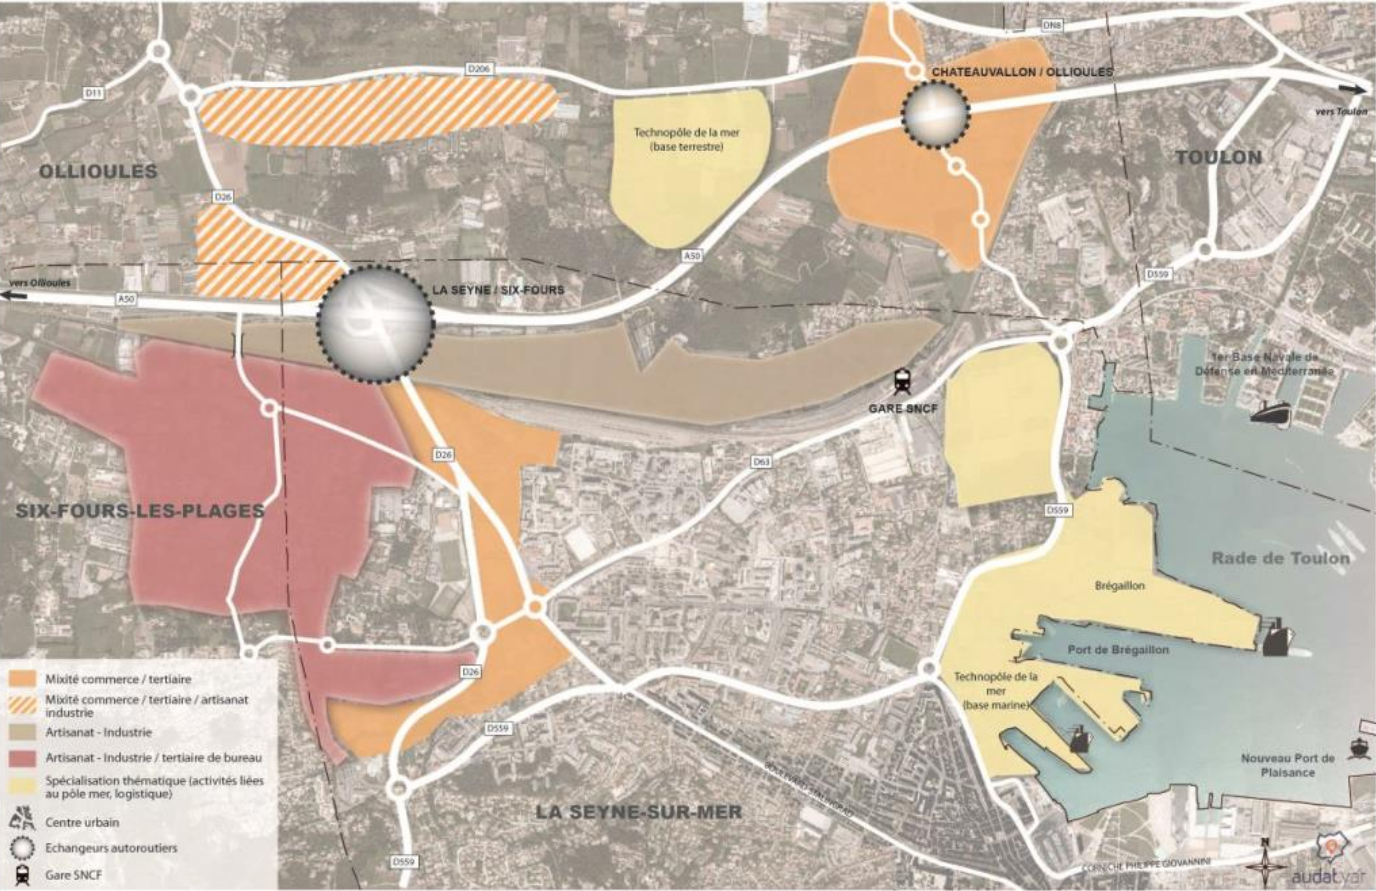 DN8
D206
CHATEAUVALLON / OLLIOULES
D11
vers Toulon
Technopôle de la mer
(base terrestre)
OLLIOULES
TOULON
D26
A50
D559
vers Ollioules
A50
LA SEYNE / SIX-FOURS
1er Base Navale de
Défense en Méditerranée
GARE SNCF
D26
D63
SIX-FOURS-LES-PLAGES
D559
Rade de Toulon
Brégaillon
Port de Brégaillon
D26
Technopôle de la
mer
(base marine)
D559
Nouveau Port de
Plaisance
BOULEVARD STALINGRAD
LA SEYNE-SUR-MER
D559
CORNICHE PHILIPPE GIOVANNINI
N
audat.var
Mixité commerce / tertiaire
Mixité commerce / tertiaire / artisanat
industrie
Artisanat - Industrie
Artisanat - Industrie / tertiaire de bureau
Spécialisation thématique (activités liées
au pôle mer, logistique)
Centre urbain
Echangeurs autoroutiers
Gare SNCF